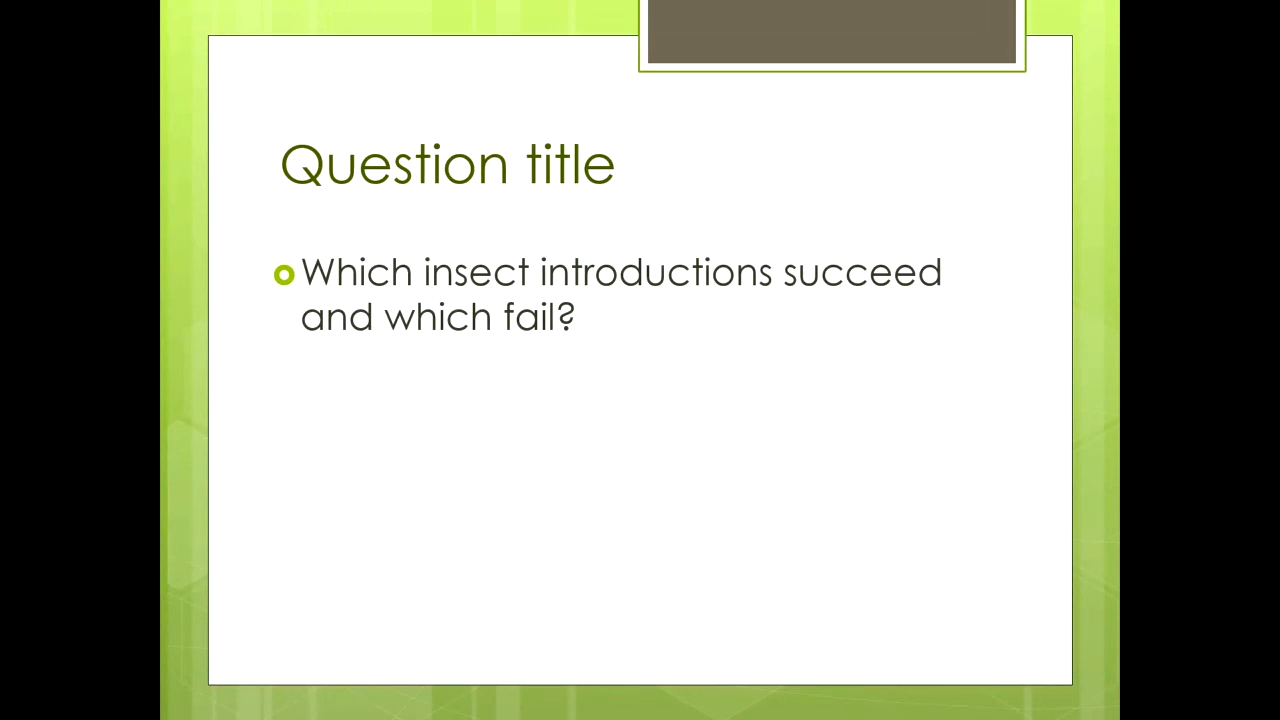 Question title
Which insect introductions succeed
and which fail?